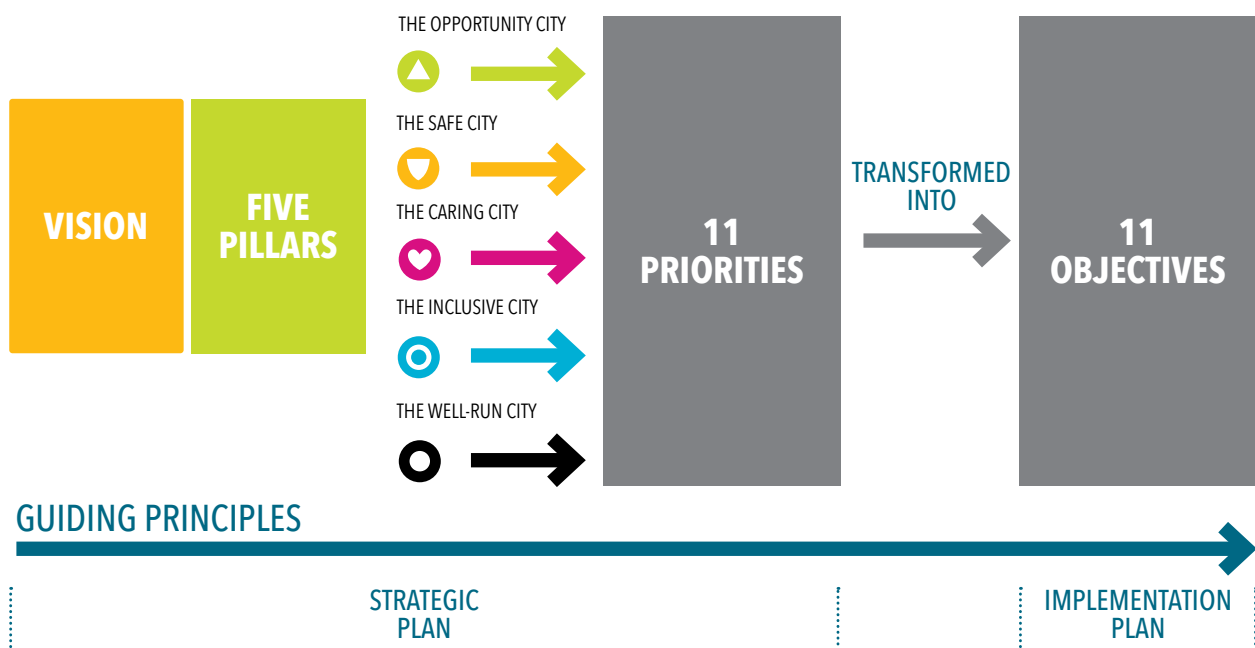 THE OPPORTUNITY CITY
THE SAFE CITY
THE CARING CITY
THE INCLUSIVE CITY
THE WELL-RUN CITY
VISION
FIVE
PILLARS
11
PRIORITIES
TRANSFORMED
INTO
11
OBJECTIVES
GUIDING PRINCIPLES
STRATEGIC
PLAN
IMPLEMENTATION
PLAN